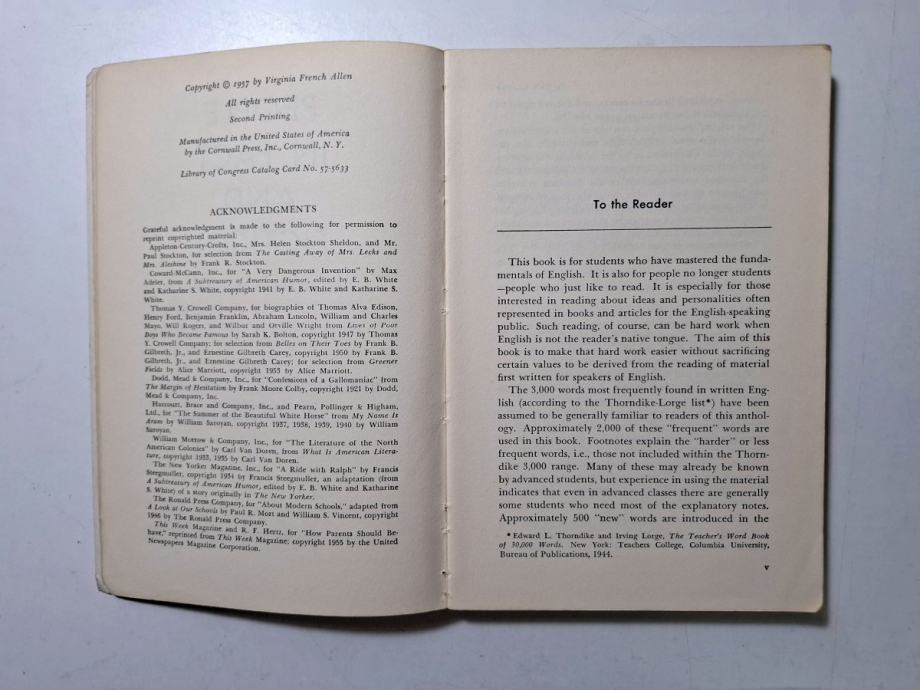 Copyright © 1957 by Virginia French Allen
All rights reserved
Second Printing
Manufactured in the United States of America
by the Cornwall Press, Inc., Cornwall, N. Y.
Library of Congress Catalog Card No. 57-5633
ACKNOWLEDGMENTS
Grateful acknowledgment is made to the following for permission to
reprint copyrighted material:
Appleton-Century-Crofts, Inc., Mrs. Helen Stockton Sheldon, and Mr.
Paul Stockton, for selection from The Casting Away of Mrs. Lecks and
Mrs. Aleshine by Frank R. Stockton.
Coward-McCann, Inc., for "A Very Dangerous Invention" by Max
Adeler, from A Subtreasury of American Humor, edited by E. B. White
and Katharine S. White, copyright 1941 by E. B. White and Katharine S.
White.
Thomas Y. Crowell Company, for biographies of Thomas Alva Edison,
Henry Ford, Benjamin Franklin, Abraham Lincoln, William and Charles
Mayo, Will Rogers, and Wilbur and Orville Wright from Lives of Poor
Boys Who Became Famous by Sarah K. Bolton, copyright 1947 by Thomas
Y. Crowell Company; for selection from Belles on Their Toes by Frank B.
Gilbreth, Jr., and Ernestine Gilbreth Carey, copyright 1950 by Frank B.
Gilbreth, Jr., and Ernestine Gilbreth Carey; for selection from Greener
Fields by Alice Marriott, copyright 1953 by Alice Marriott.
Dodd, Mead & Company, Inc., for "Confessions of a Gallomaniac" from
The Margin of Hesitation by Frank Moore Colby, copyright 1921 by Dodd,
Mead & Company, Inc.
Harcourt, Brace and Company, Inc., and Pearn, Pollinger & Higham,
Ltd., for "The Summer of the Beautiful White Horse" from My Name Is
Aram by William Saroyan, copyright 1937, 1938, 1939, 1940 by William
Saroyan.
William Morrow & Company, Inc., for "The Literature of the North
American Colonies" by Carl Van Doren, from What Is American Litera-
ture, copyright 1933, 1935 by Carl Van Doren.
The New Yorker Magazine, Inc., for "A Ride with Ralph" by Francis
Steegmuller, copyright 1934 by Francis Steegmuller, an adaptation (from
A Subtreasury of American Humor, edited by E. B. White and Katharine
S. White) of a story originally in The New Yorker.
The Ronald Press Company, for "About Modern Schools," adapted from
A Look at Our Schools by Paul R. Mort and William S. Vincent, copyright
1946 by The Ronald Press Company.
This Week Magazine and R. F. Hertz, for "How Parents Should Be-
have," reprinted from This Week Magazine; copyright 1955 by the United
Newspapers Magazine Corporation.
To the Reader
This book is for students who have mastered the funda-
mentals of English. It is also for people no longer students
—people who just like to read. It is especially for those
interested in reading about ideas and personalities often
represented in books and articles for the English-speaking
public. Such reading, of course, can be hard work when
English is not the reader's native tongue. The aim of this
book is to make that hard work easier without sacrificing
certain values to be derived from the reading of material
first written for speakers of English.
The 3,000 words most frequently found in written Eng-
lish (according to the Thorndike-Lorge list*) have been
assumed to be generally familiar to readers of this anthol-
ogy. Approximately 2,000 of these "frequent" words are
used in this book. Footnotes explain the "harder" or less
frequent words, i.e., those not included within the Thorn-
dike 3,000 range. Many of these may already be known
by advanced students, but experience in using the material
indicates that even in advanced classes there are generally
some students who need most of the explanatory notes.
Approximately 500 "new" words are introduced in the
* Edward L. Thorndike and Irving Lorge, The Teacher's Word Book
of 30,000 Words. New York: Teachers College, Columbia University,
Bureau of Publications, 1944.
v